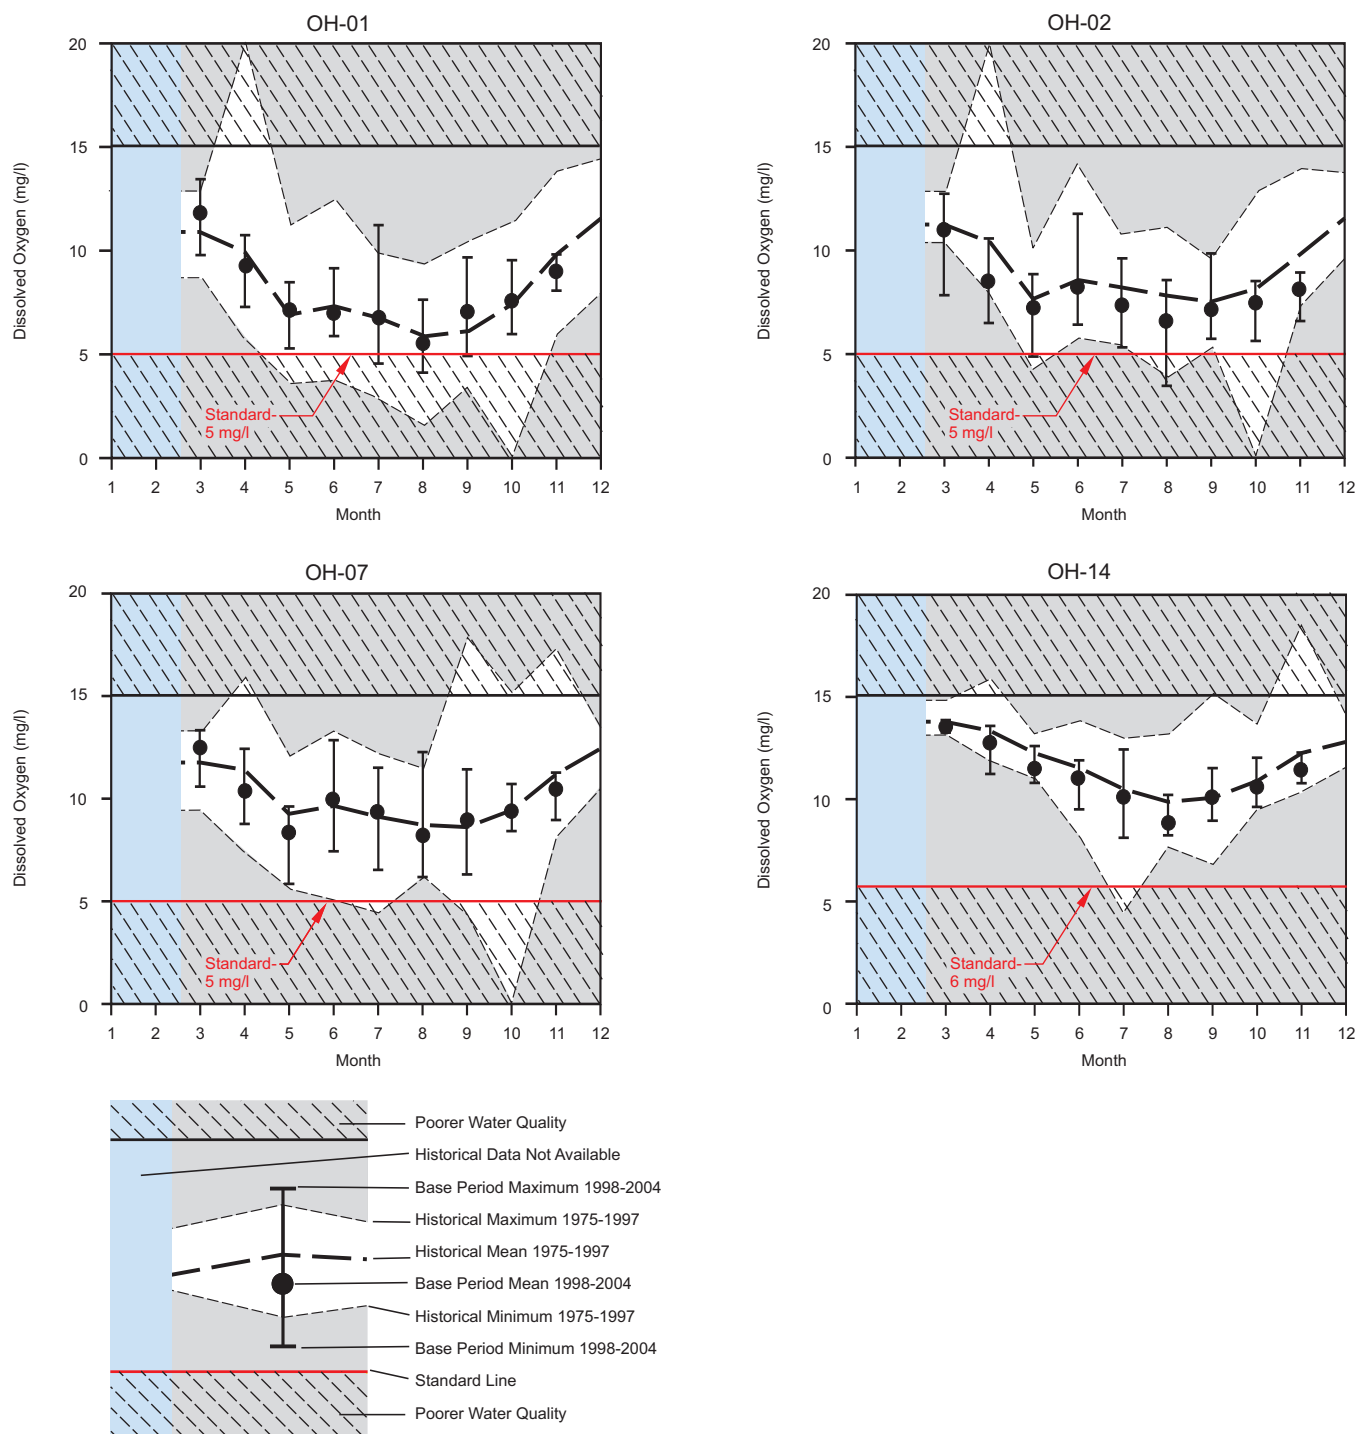 OH-01
20
15
10
5
0
Dissolved Oxygen (mg/l)
Standard-
5 mg/l
1 2 3 4 5 6 7 8 9 10 11 12
Month
OH-02
20
15
10
5
0
Dissolved Oxygen (mg/l)
Standard-
5 mg/l
1 2 3 4 5 6 7 8 9 10 11 12
Month
OH-07
20
15
10
5
0
Dissolved Oxygen (mg/l)
Standard-
5 mg/l
1 2 3 4 5 6 7 8 9 10 11 12
Month
OH-14
20
15
10
5
0
Dissolved Oxygen (mg/l)
Standard-
6 mg/l
1 2 3 4 5 6 7 8 9 10 11 12
Month
Poorer Water Quality
Historical Data Not Available
Base Period Maximum 1998-2004
Historical Maximum 1975-1997
Historical Mean 1975-1997
Base Period Mean 1998-2004
Historical Minimum 1975-1997
Base Period Minimum 1998-2004
Standard Line
Poorer Water Quality